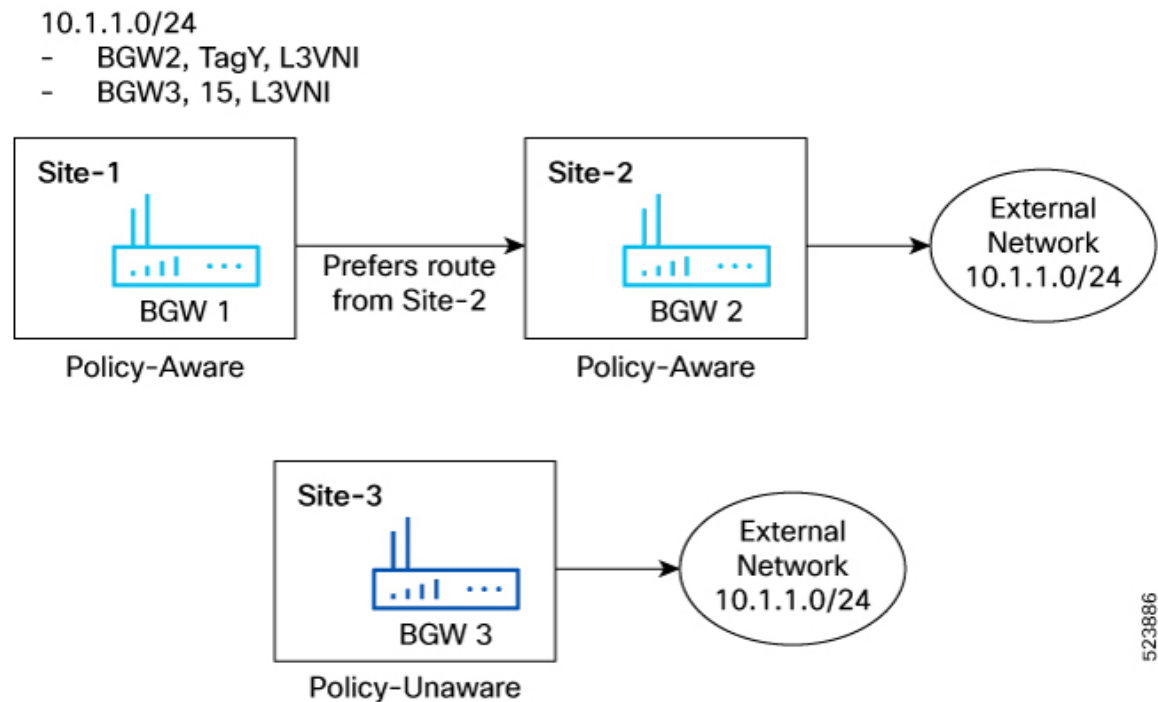 10.1.1.0/24
- BGW2, TagY, L3VNI
- BGW3, 15, L3VNI
Site-1
BGW 1
Policy-Aware
Prefers route
from Site-2
Site-2
BGW 2
Policy-Aware
External
Network
10.1.1.0/24
Site-3
BGW 3
Policy-Unaware
External
Network
10.1.1.0/24
523886